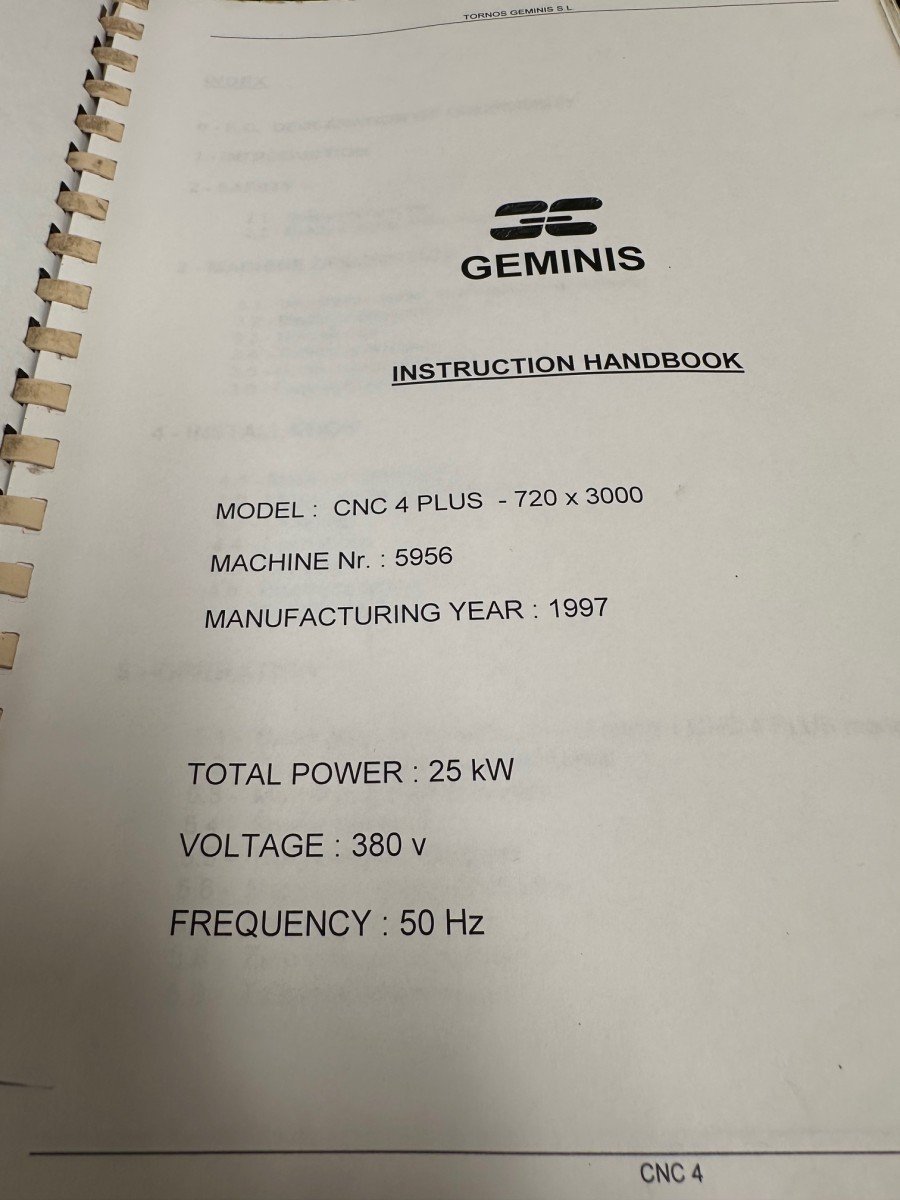 TORNOS GEMINIS S L
GEMINIS
INSTRUCTION HANDBOOK
MODEL : CNC 4 PLUS - 720 x 3000
MACHINE Nr. : 5956
MANUFACTURING YEAR : 1997
TOTAL POWER : 25 kW
VOLTAGE : 380 v
FREQUENCY : 50 Hz
CNC 4